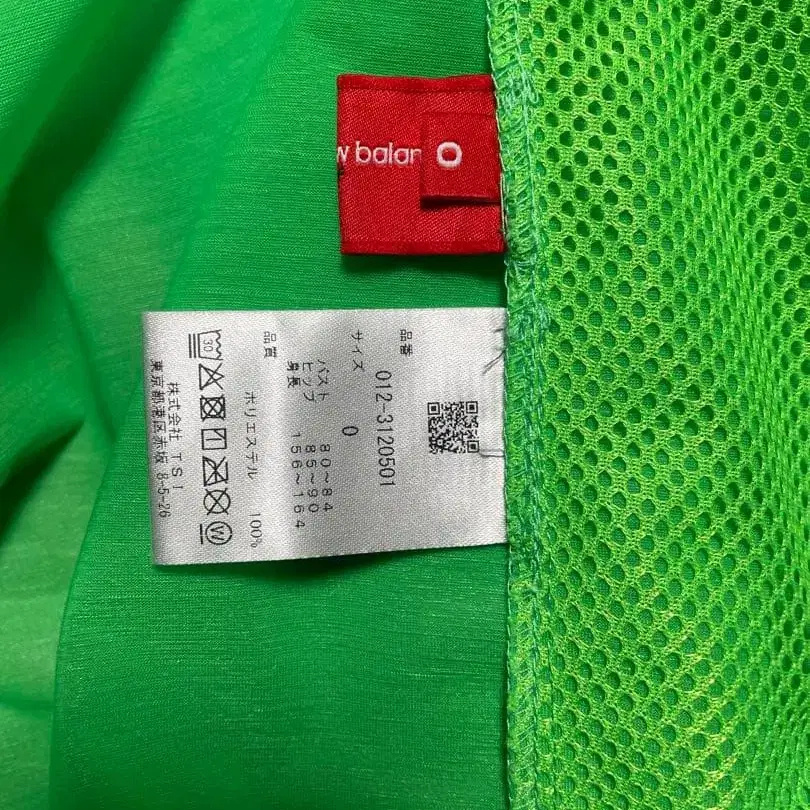 w balan
0
品番
012-3120501
サイズ
0
バスト 80~84
ヒップ 85~90
身長 156~164
品質
ポリエステル 100%
30
W
株式会社 TSI
東京都港区赤坂 8-5-26